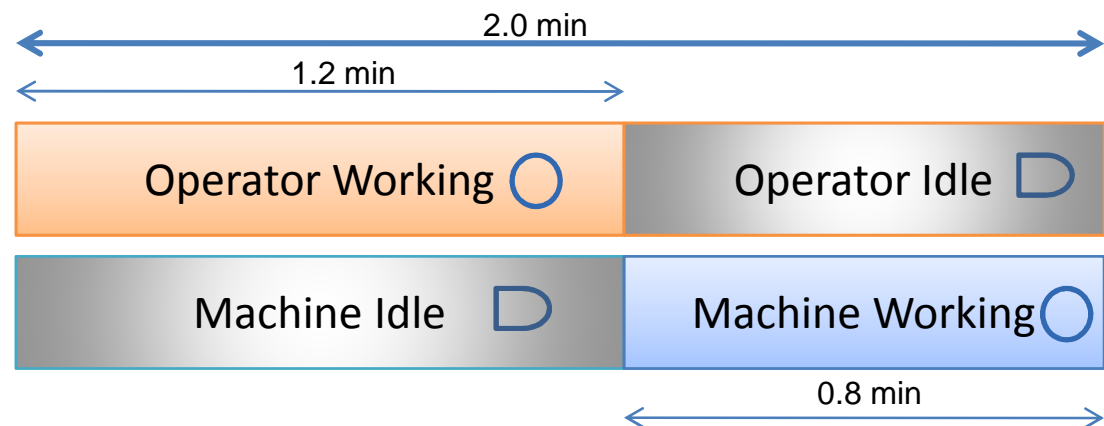 2.0 min
1.2 min
Operator Working
Operator Idle
Machine Idle
Machine Working
0.8 min